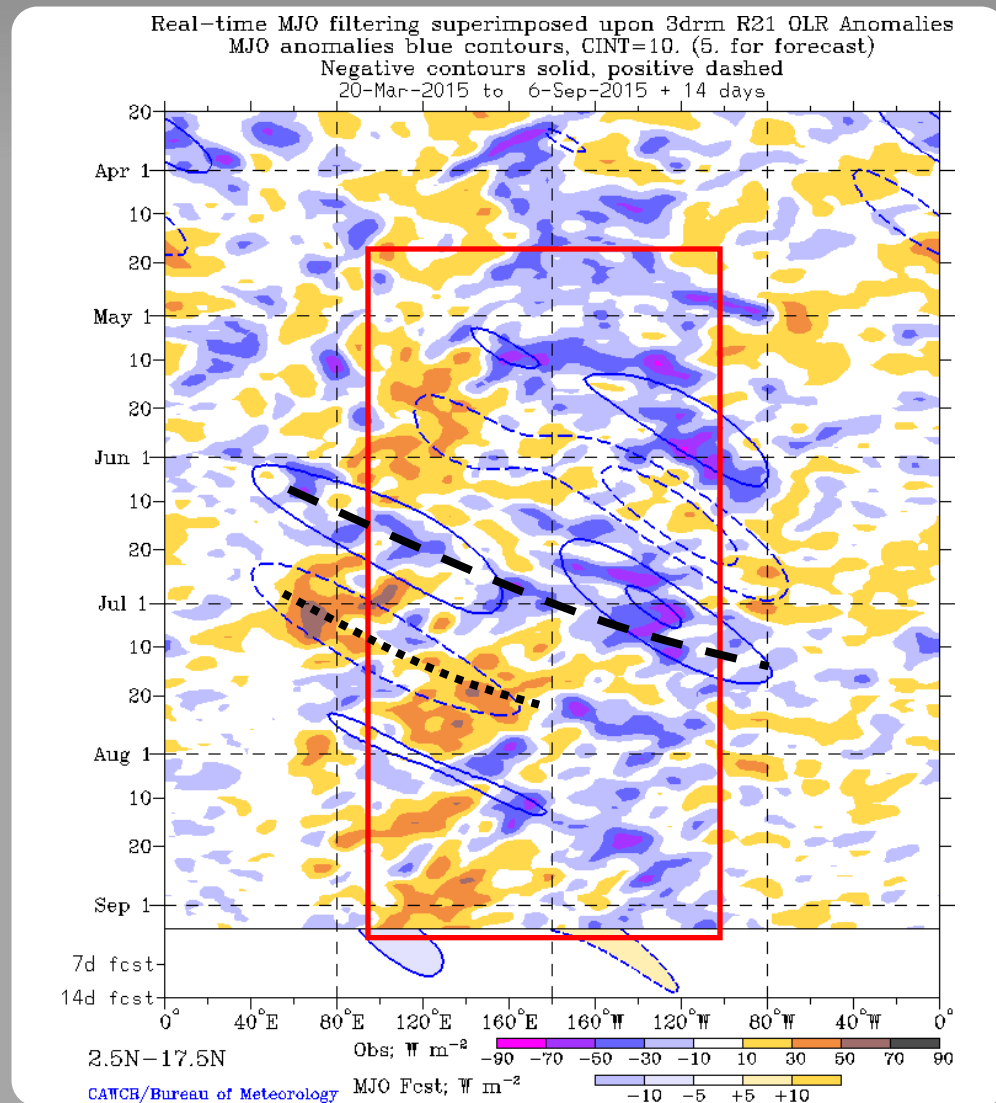 Real-time MJO filtering superimposed upon 3drm R21 OLR Anomalies
MJO anomalies blue contours, CINT=10. (5. for forecast)
Negative contours solid, positive dashed
20-Mar-2015 to 6-Sep-2015 + 14 days
20
Apr 1
10
20
May 1
10
20
Jun 1
10
20
Jul 1
10
20
Aug 1
10
20
Sep 1
7d fcst
14d fcst
0° 40°E 80°E 120°E 160°E 160°W 120°W 80°W 40°W 0°
2.5N-17.5N
Obs; W m-2
-90 -70 -50 -30 -10 10 30 50 70 90
CAWCR/Bureau of Meteorology
MJO Fcst; W m-2
-10 -5 +5 +10